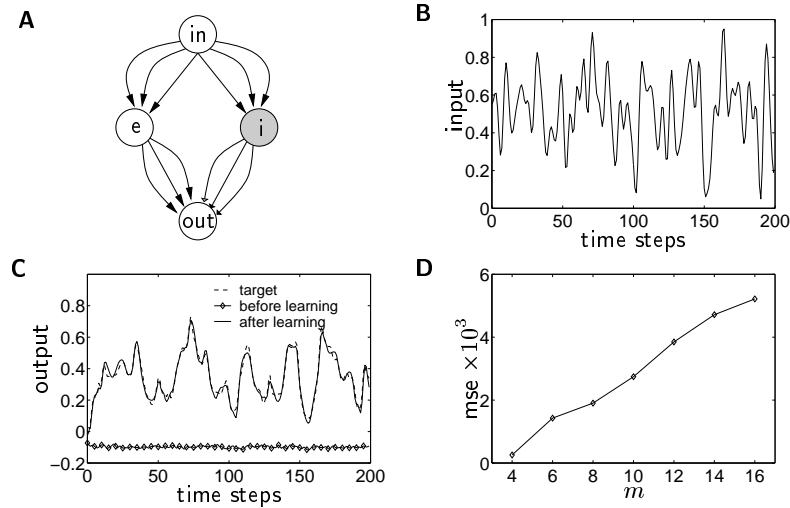 A
in
e
i
out
B
input
1
0.8
0.6
0.4
0.2
0
0
50
100
150
200
time steps
C
output
0.8
0.6
0.4
0.2
0
−0.2
target
before learning
after learning
0
50
100
150
200
time steps
D
mse ×10³
6
4
2
0
4
6
8
10
12
14
16
m